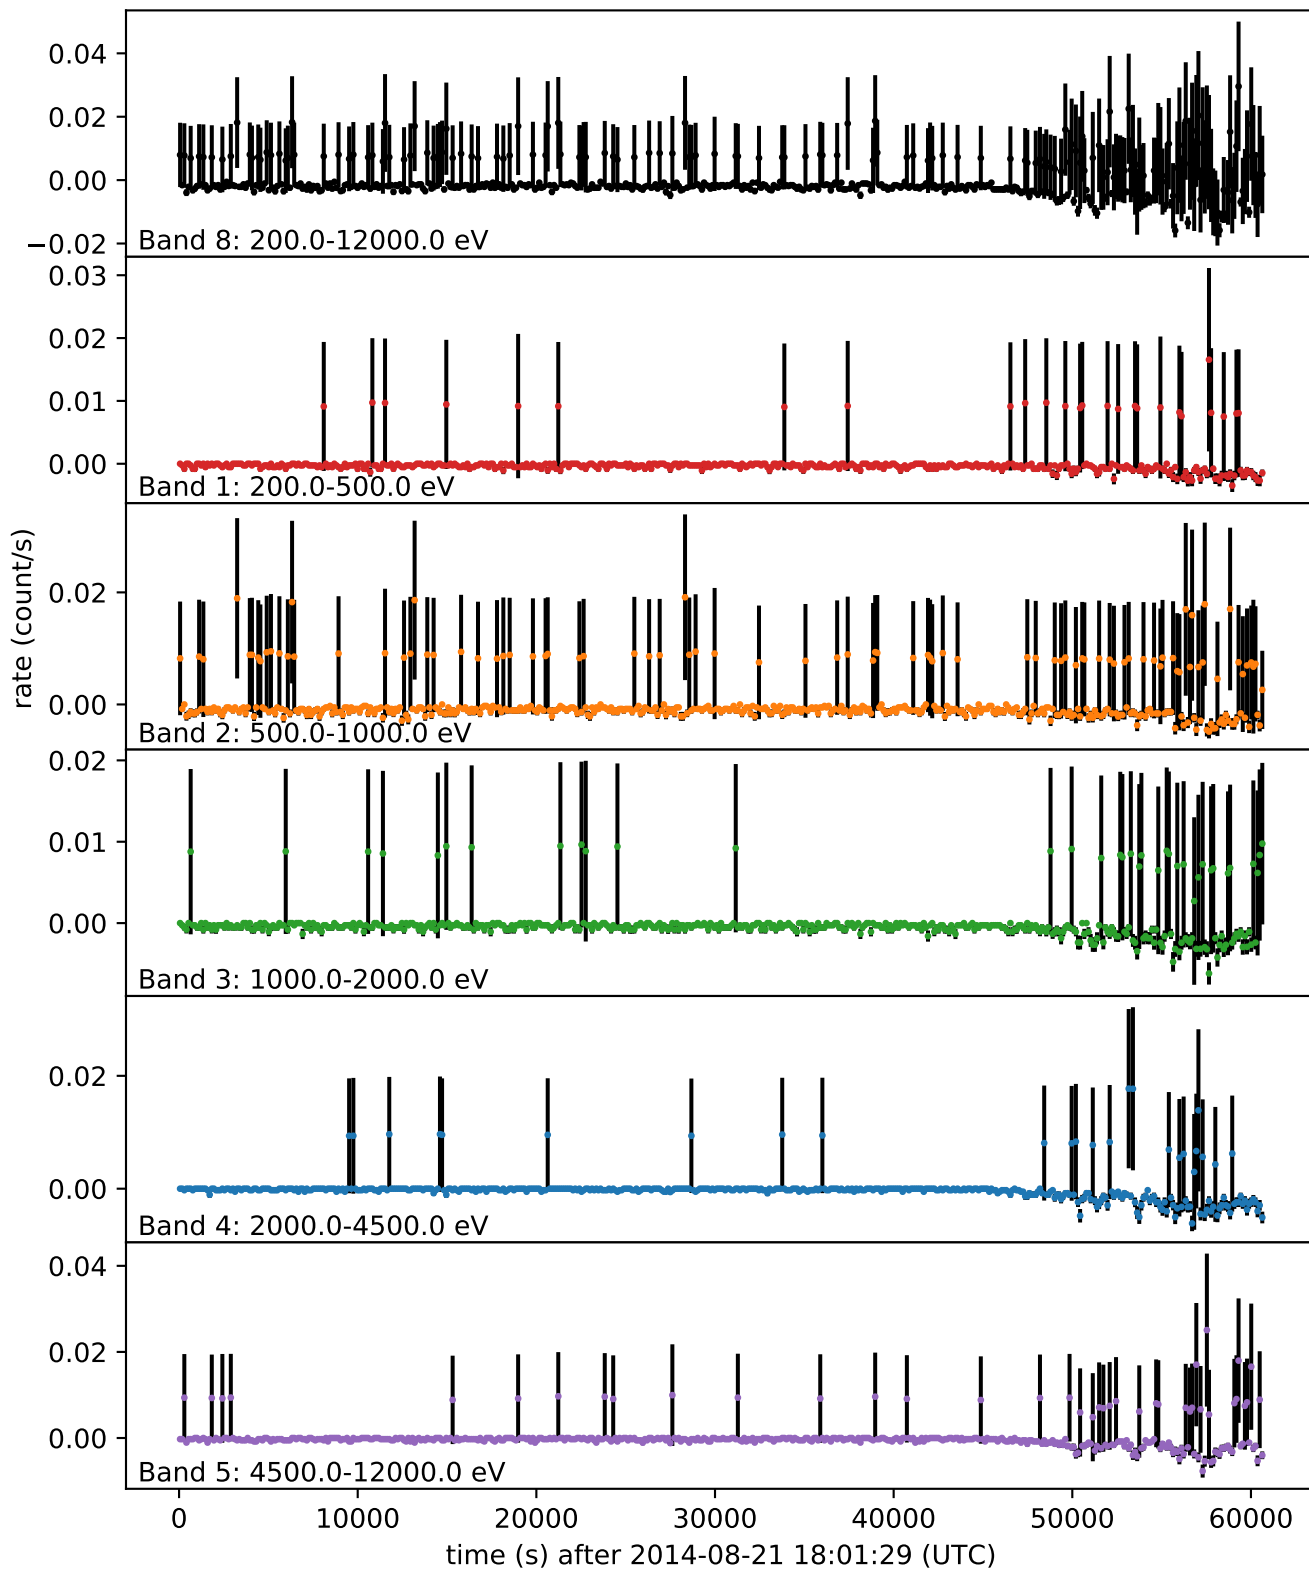 0.04
0.02
0.00
−0.02
Band 8: 200.0-12000.0 eV
0.03
0.02
0.01
0.00
Band 1: 200.0-500.0 eV
rate (count/s)
0.02
0.00
Band 2: 500.0-1000.0 eV
0.02
0.01
0.00
Band 3: 1000.0-2000.0 eV
0.02
0.00
Band 4: 2000.0-4500.0 eV
0.04
0.02
0.00
Band 5: 4500.0-12000.0 eV
0 10000 20000 30000 40000 50000 60000
time (s) after 2014-08-21 18:01:29 (UTC)